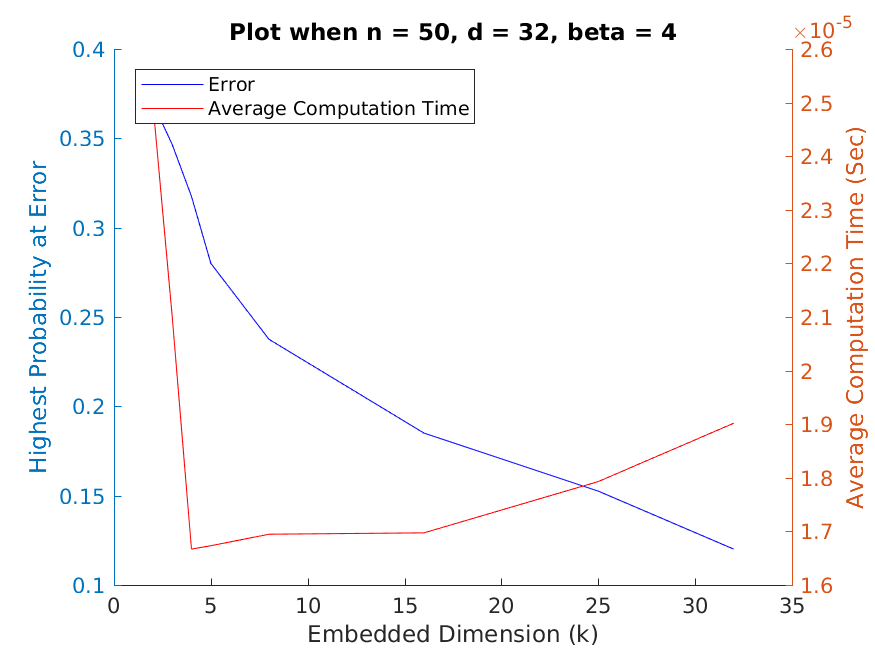 Plot when n = 50, d = 32, beta = 4
×10-5
Error
Average Computation Time
Highest Probability at Error
0.4
0.35
0.3
0.25
0.2
0.15
0.1
2.6
2.5
2.4
2.3
2.2
2.1
2
1.9
1.8
1.7
1.6
Average Computation Time (Sec)
0 5 10 15 20 25 30 35
Embedded Dimension (k)